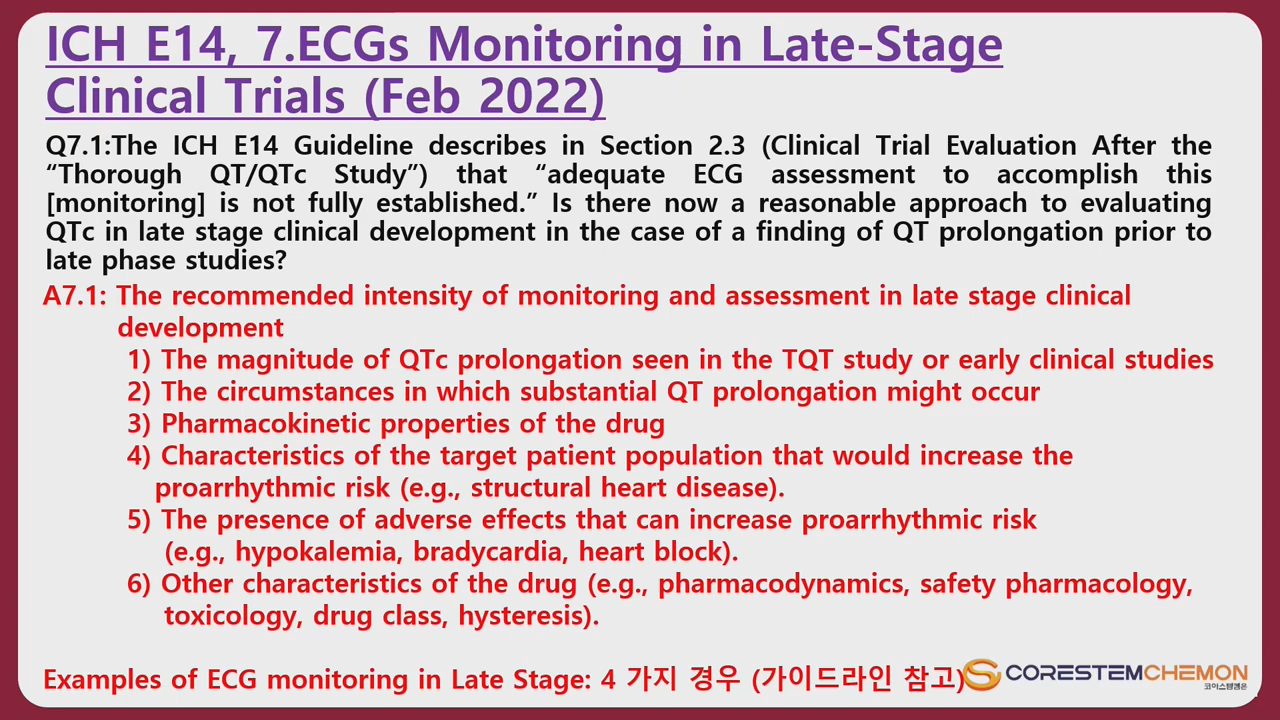 ICH E14, 7.ECGs Monitoring in Late-Stage
Clinical Trials (Feb 2022)
Q7.1:The ICH E14 Guideline describes in Section 2.3 (Clinical Trial Evaluation After the
“Thorough QT/QTc Study”) that “adequate ECG assessment to accomplish this
[monitoring] is not fully established.” Is there now a reasonable approach to evaluating
QTc in late stage clinical development in the case of a finding of QT prolongation prior to
late phase studies?
A7.1: The recommended intensity of monitoring and assessment in late stage clinical
development
1) The magnitude of QTc prolongation seen in the TQT study or early clinical studies
2) The circumstances in which substantial QT prolongation might occur
3) Pharmacokinetic properties of the drug
4) Characteristics of the target patient population that would increase the
proarrhythmic risk (e.g., structural heart disease).
5) The presence of adverse effects that can increase proarrhythmic risk
(e.g., hypokalemia, bradycardia, heart block).
6) Other characteristics of the drug (e.g., pharmacodynamics, safety pharmacology,
toxicology, drug class, hysteresis).
Examples of ECG monitoring in Late Stage: 4 가지 경우 (가이드라인 참고)
CORESTEMCHEMON
코아스템켐온